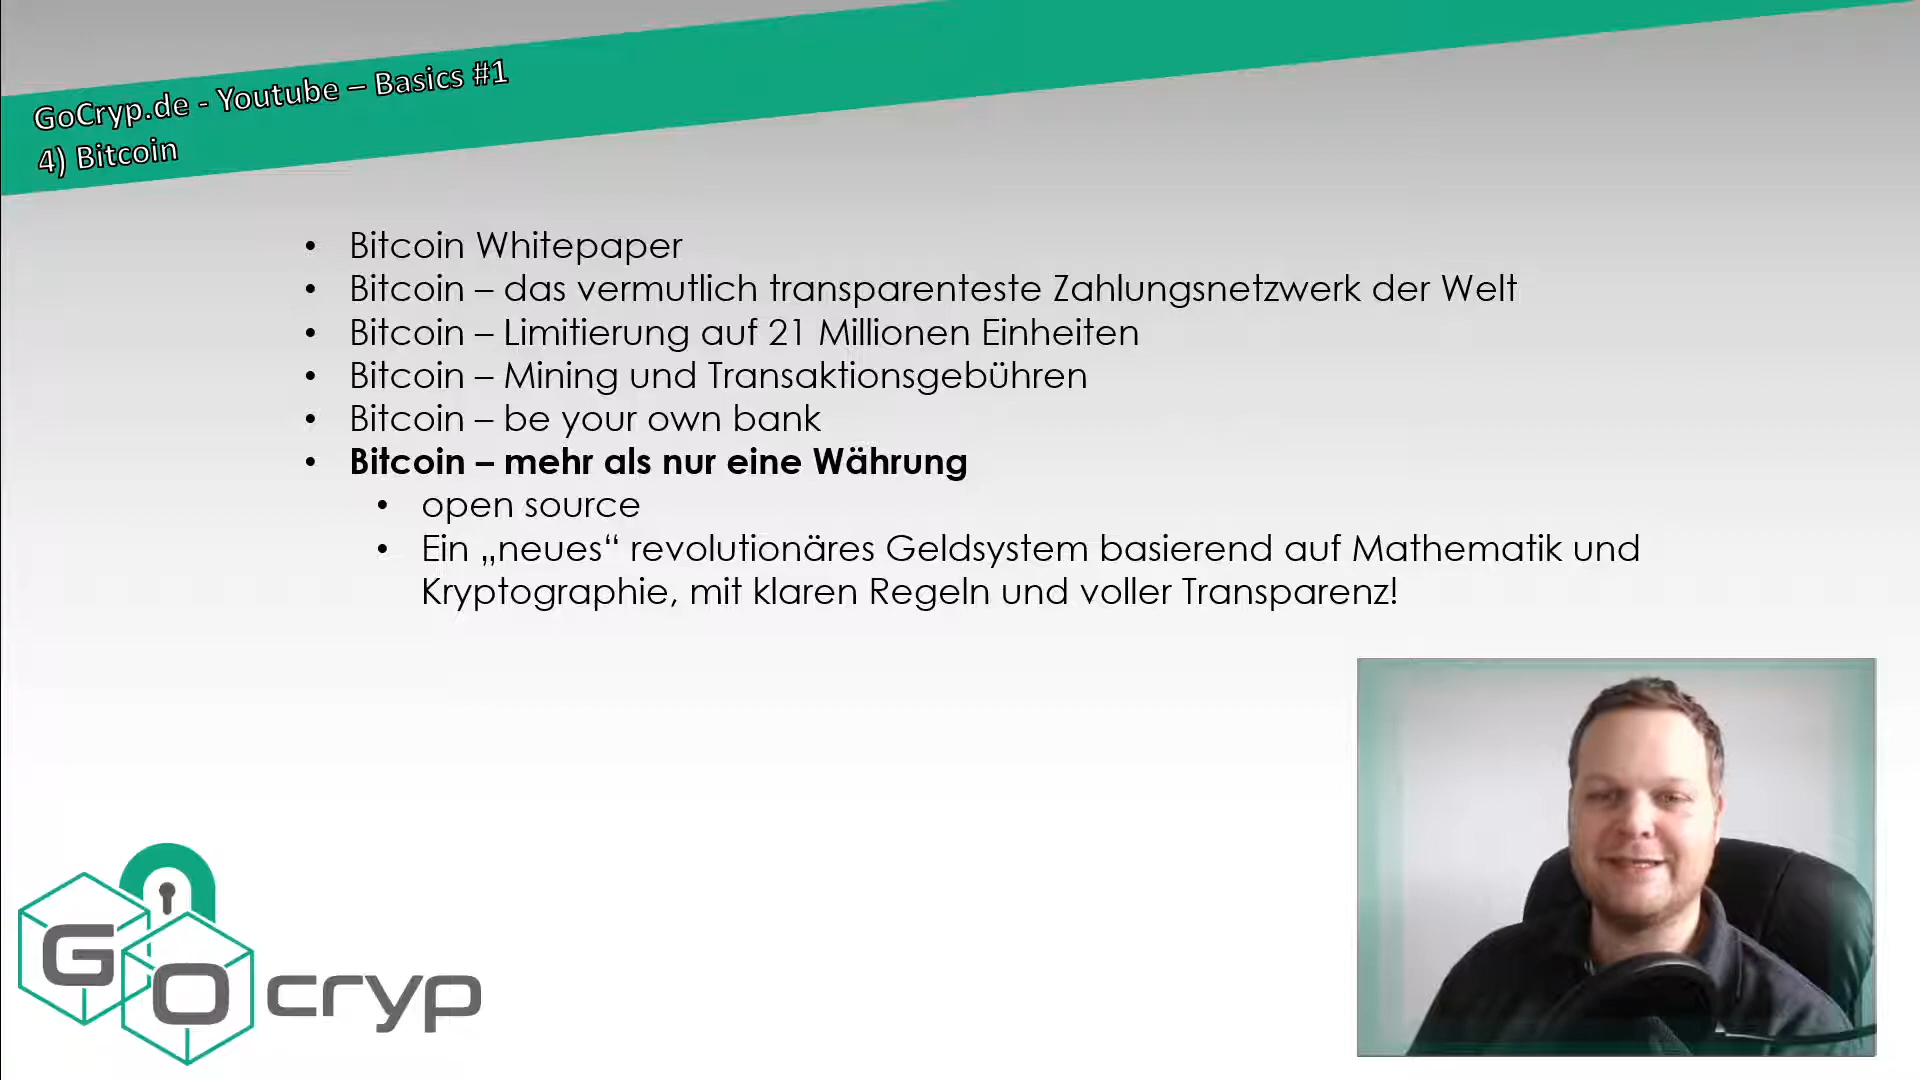 GoCryp.de - Youtube – Basics #1
4) Bitcoin
• Bitcoin Whitepaper
• Bitcoin – das vermutlich transparenteste Zahlungsnetzwerk der Welt
• Bitcoin – Limitierung auf 21 Millionen Einheiten
• Bitcoin – Mining und Transaktionsgebühren
• Bitcoin – be your own bank
• Bitcoin – mehr als nur eine Währung
• open source
• Ein „neues“ revolutionäres Geldsystem basierend auf Mathematik und
Kryptographie, mit klaren Regeln und voller Transparenz!
GO cryp